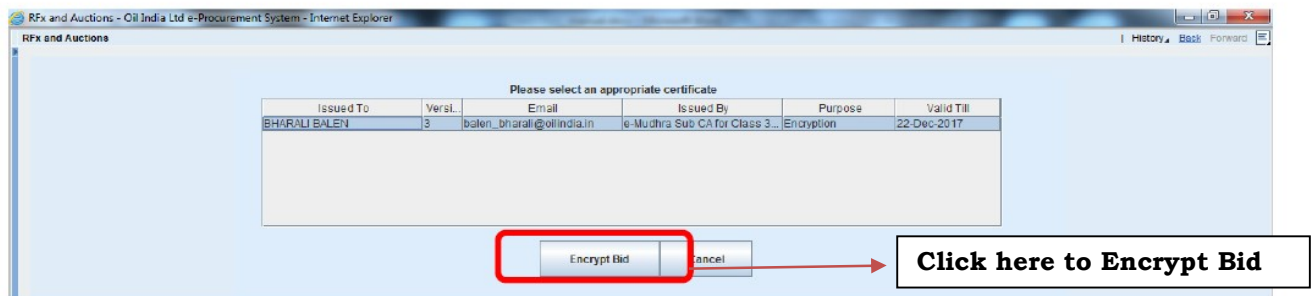 RFx and Auctions - Oil India Ltd e-Procurement System - Internet Explorer
RFx and Auctions | History Back Forward
Please select an appropriate certificate
Issued To Versi... Email Issued By Purpose Valid Till
BHARALI BALEN 3 balen_bharali@oilindia.in e-Mudhra Sub CA for Class 3... Encryption 22-Dec-2017
Encrypt Bid Cancel
Click here to Encrypt Bid